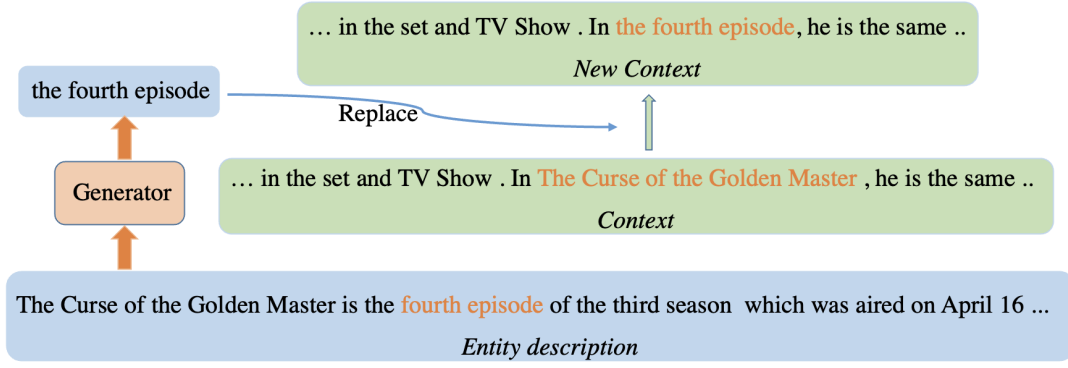 … in the set and TV Show . In the fourth episode, he is the same ..
New Context
the fourth episode
Replace
Generator
… in the set and TV Show . In The Curse of the Golden Master , he is the same ..
Context
The Curse of the Golden Master is the fourth episode of the third season which was aired on April 16 ...
Entity description